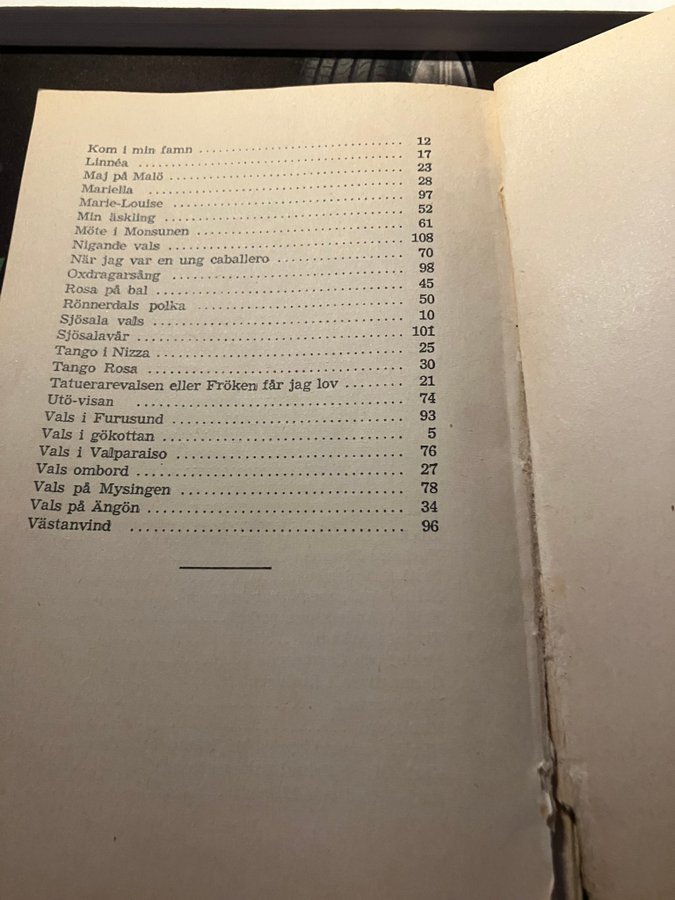 Kom i min famn ........ 12
Linnéa ........ 17
Maj på Malö ........ 23
Mariella ........ 28
Marie-Louise ........ 97
Min äskling ........ 52
Möte i Monsunen ........ 61
Nigande vals ........ 108
När jag var en ung caballero ........ 70
Oxdragarsång ........ 98
Rosa på bal ........ 45
Rönnerdals polka ........ 50
Sjösala vals ........ 10
Sjösalavår ........ 101
Tango i Nizza ........ 25
Tango Rosa ........ 30
Tatuerarevalsen eller Fröken får jag lov ........ 21
Utö-visan ........ 74
Vals i Furusund ........ 93
Vals i gökottan ........ 5
Vals i Valparaiso ........ 76
Vals ombord ........ 27
Vals på Mysingen ........ 78
Vals på Ängön ........ 34
Västanvind ........ 96